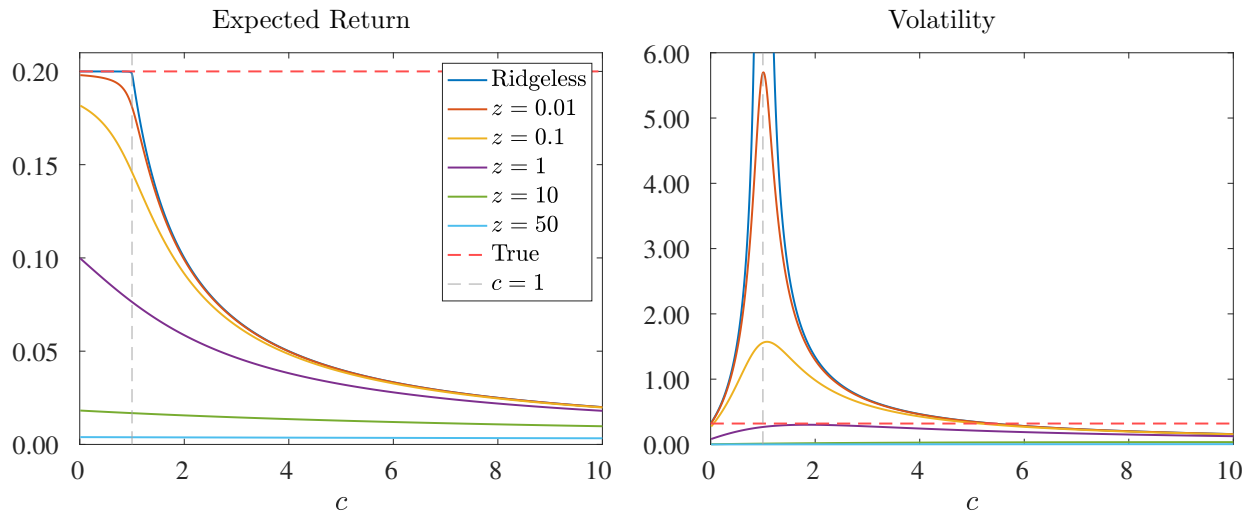 Expected Return
0.20
0.15
0.10
0.05
0.00
0 2 4 6 8 10
c
Ridgeless
z = 0.01
z = 0.1
z = 1
z = 10
z = 50
True
c = 1
Volatility
6.00
5.00
4.00
3.00
2.00
1.00
0.00
0 2 4 6 8 10
c